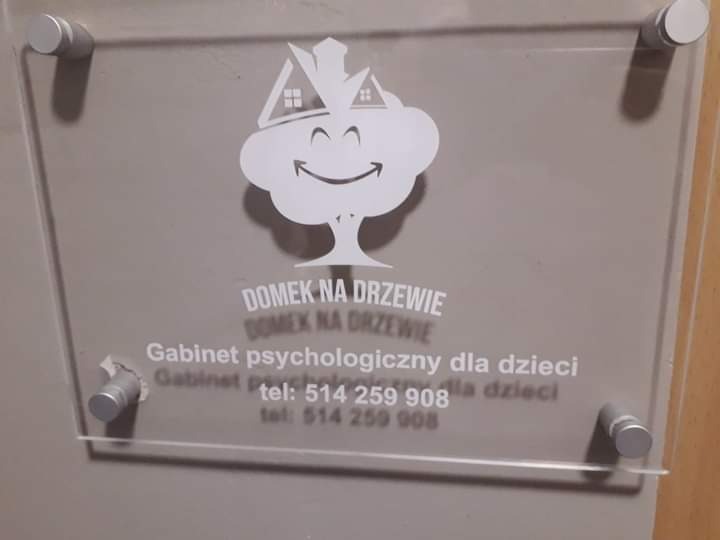 DOMEK NA DRZEWIE
Gabinet psychologiczny dla dzieci
tel: 514 259 908